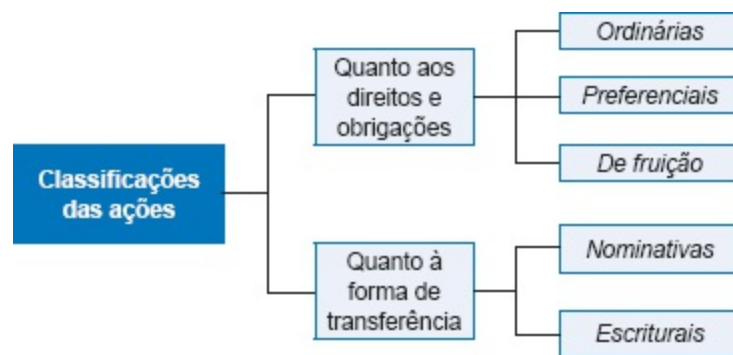 Classificações
das ações
Quanto aos
direitos e
obrigações
Ordinárias
Preferenciais
De fruição
Quanto à
forma de
transferência
Nominativas
Escriturais